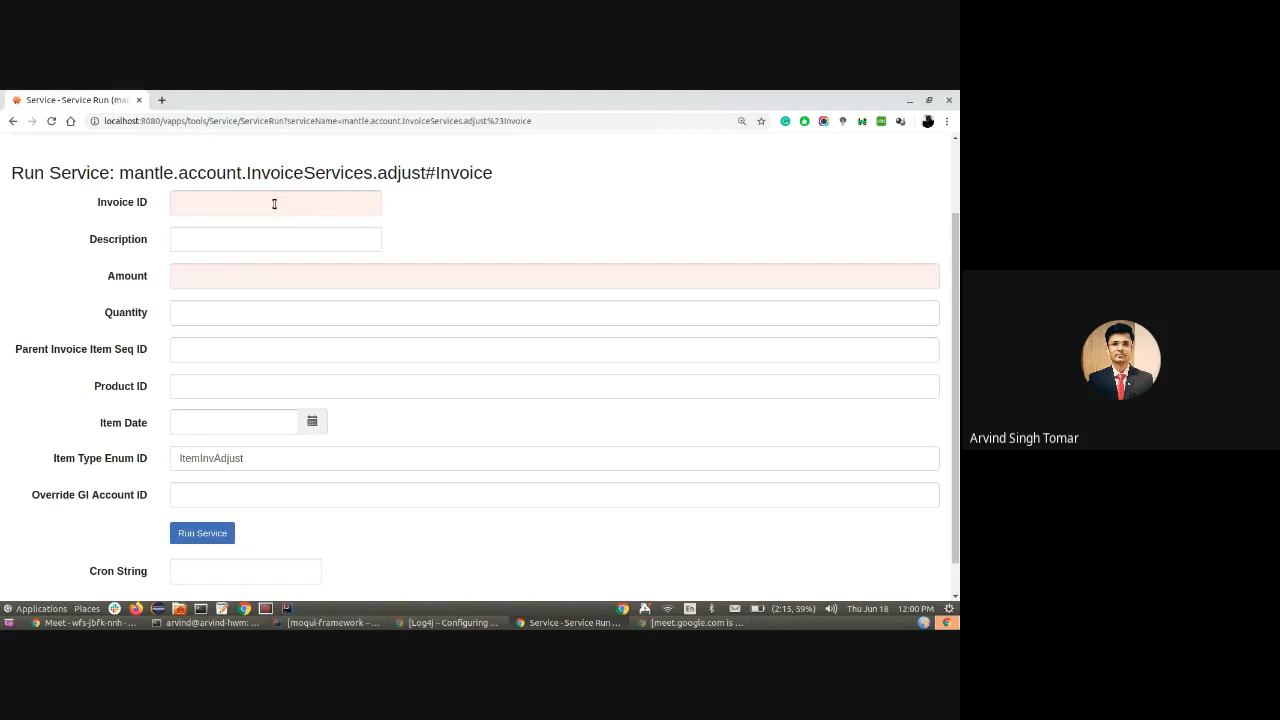 Service - Service Run (ma
localhost:8080/vapps/tools/Service/ServiceRun?serviceName=mantle.account.InvoiceServices.adjust%23Invoice
Run Service: mantle.account.InvoiceServices.adjust#Invoice
Invoice ID
Description
Amount
Quantity
Parent Invoice Item Seq ID
Product ID
Item Date
Item Type Enum ID ItemInvAdjust
Override Gl Account ID
Run Service
Cron String
Arvind Singh Tomar
Applications Places En (2:15, 59%) Thu Jun 18 12:00 PM
Meet - wfs-jbfk-nnh - ... arvind@arvind-hwm: ... [moqui-framework – ... [Log4j – Configuring ... Service - Service Run ... [meet.google.com is ...